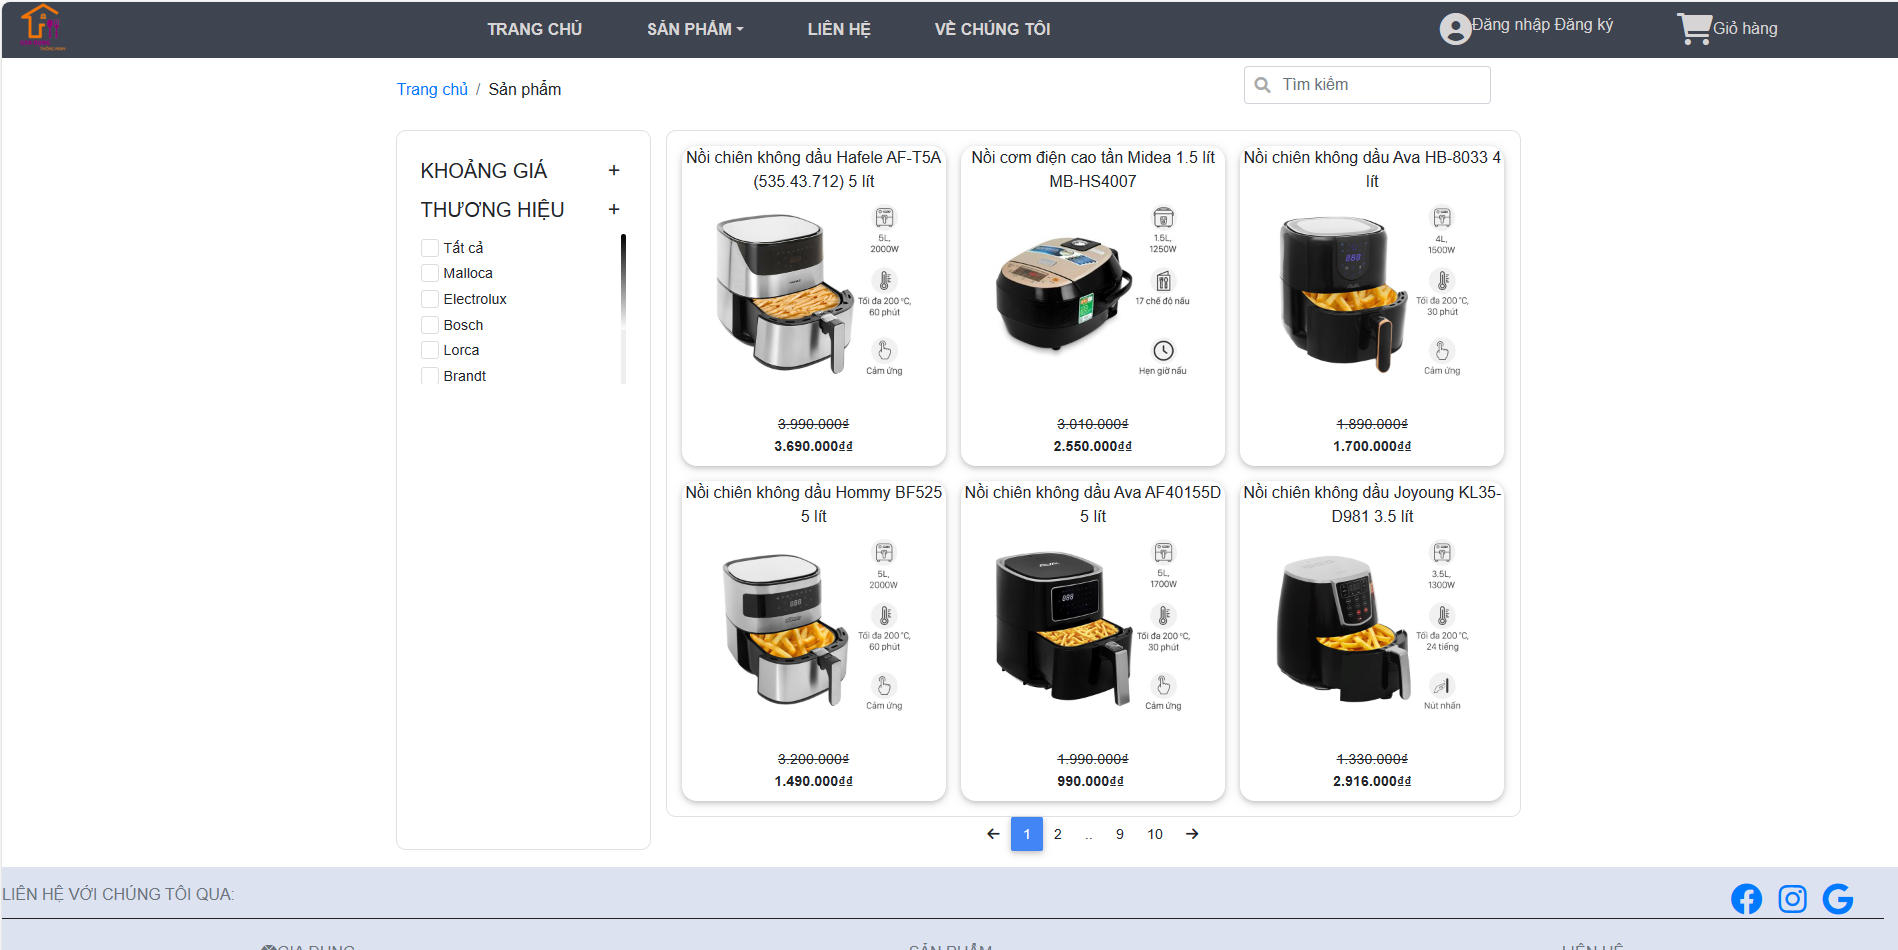 TRANG CHỦ
SẢN PHẨM
LIÊN HỆ
VỀ CHÚNG TÔI
Đăng nhập Đăng ký
Giỏ hàng
Trang chủ / Sản phẩm
Tìm kiếm
KHOẢNG GIÁ +
THƯƠNG HIỆU +
Tất cả
Malloca
Electrolux
Bosch
Lorca
Brandt
Nồi chiên không dầu Hafele AF-T5A
(535.43.712) 5 lít
5L,
2000W
Tối đa 200 °C,
60 phút
Cảm ứng
3.990.000₫
3.690.000₫₫
Nồi cơm điện cao tần Midea 1.5 lít
MB-HS4007
1.5L,
1250W
17 chế độ nấu
Hẹn giờ nấu
3.010.000₫
2.550.000₫₫
Nồi chiên không dầu Ava HB-8033 4
lít
4L,
1500W
Tối đa 200 °C,
30 phút
Cảm ứng
1.890.000₫
1.700.000₫₫
Nồi chiên không dầu Hommy BF525
5 lít
5L,
2000W
Tối đa 200 °C,
60 phút
Cảm ứng
3.200.000₫
1.490.000₫₫
Nồi chiên không dầu Ava AF40155D
5 lít
5L,
1700W
Tối đa 200 °C,
30 phút
Cảm ứng
1.990.000₫
990.000₫₫
Nồi chiên không dầu Joyoung KL35-
D981 3.5 lít
3.5L,
1300W
Tối đa 200 °C,
24 tiếng
Nút nhấn
1.330.000₫
2.916.000₫₫
1 2 .. 9 10
LIÊN HỆ VỚI CHÚNG TÔI QUA:
GIA DỤNG
SẢN PHẨM
LIÊN HỆ